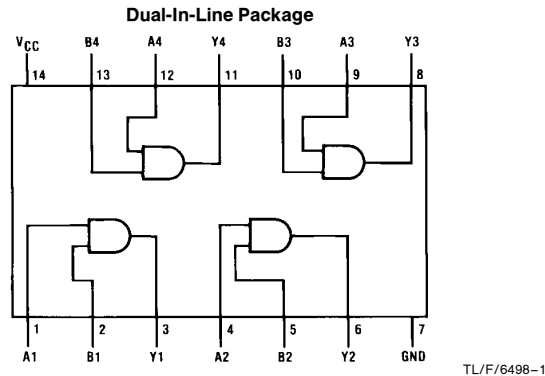 Dual-In-Line Package
VCC B4 A4 Y4 B3 A3 Y3
14 13 12 11 10 9 8
1 2 3 4 5 6 7
A1 B1 Y1 A2 B2 Y2 GND
TL/F/6498–1